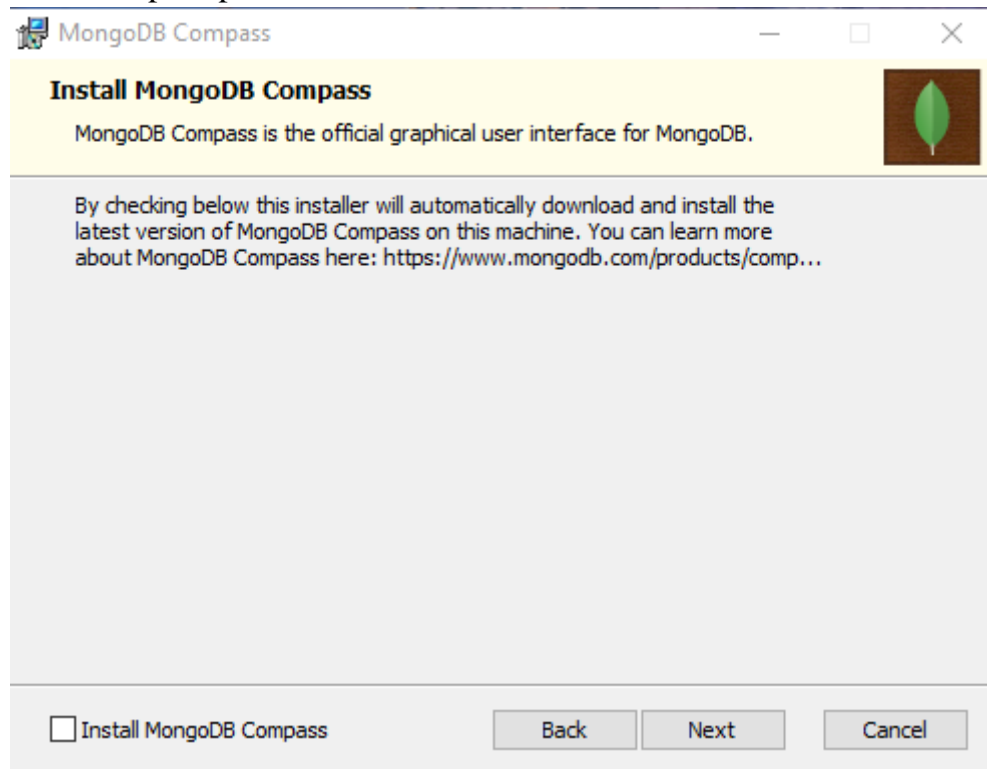 MongoDB Compass
Install MongoDB Compass
MongoDB Compass is the official graphical user interface for MongoDB.
By checking below this installer will automatically download and install the
latest version of MongoDB Compass on this machine. You can learn more
about MongoDB Compass here: https://www.mongodb.com/products/comp...
Install MongoDB Compass
Back
Next
Cancel